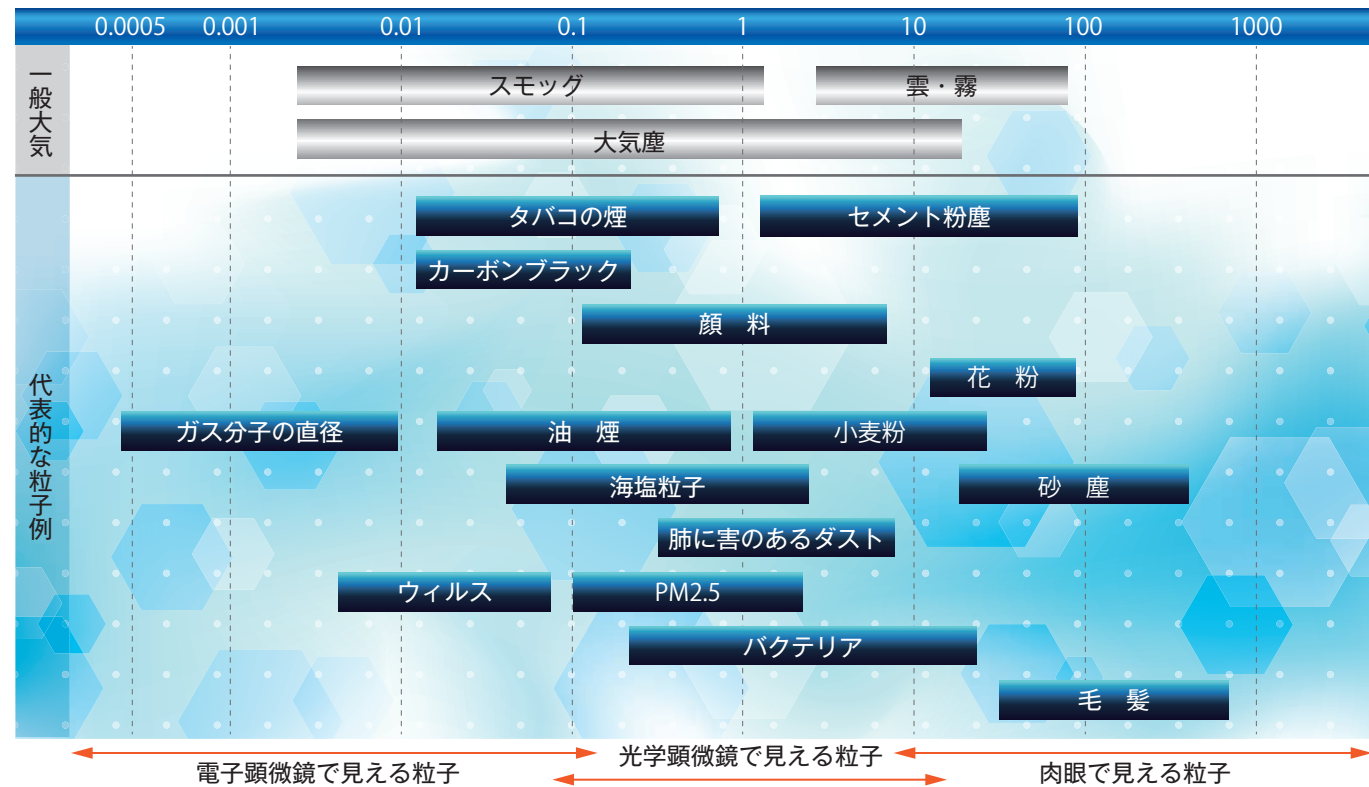 0.0005 0.001 0.01 0.1 1 10 100 1000
一般大気
スモッグ 雲・霧
大気塵
代表的な粒子例
タバコの煙 セメント粉塵
カーボンブラック
顔　料
花　粉
ガス分子の直径 油　煙 小麦粉
海塩粒子 砂　塵
肺に害のあるダスト
ウィルス PM2.5
バクテリア
毛　髪
電子顕微鏡で見える粒子 光学顕微鏡で見える粒子 肉眼で見える粒子